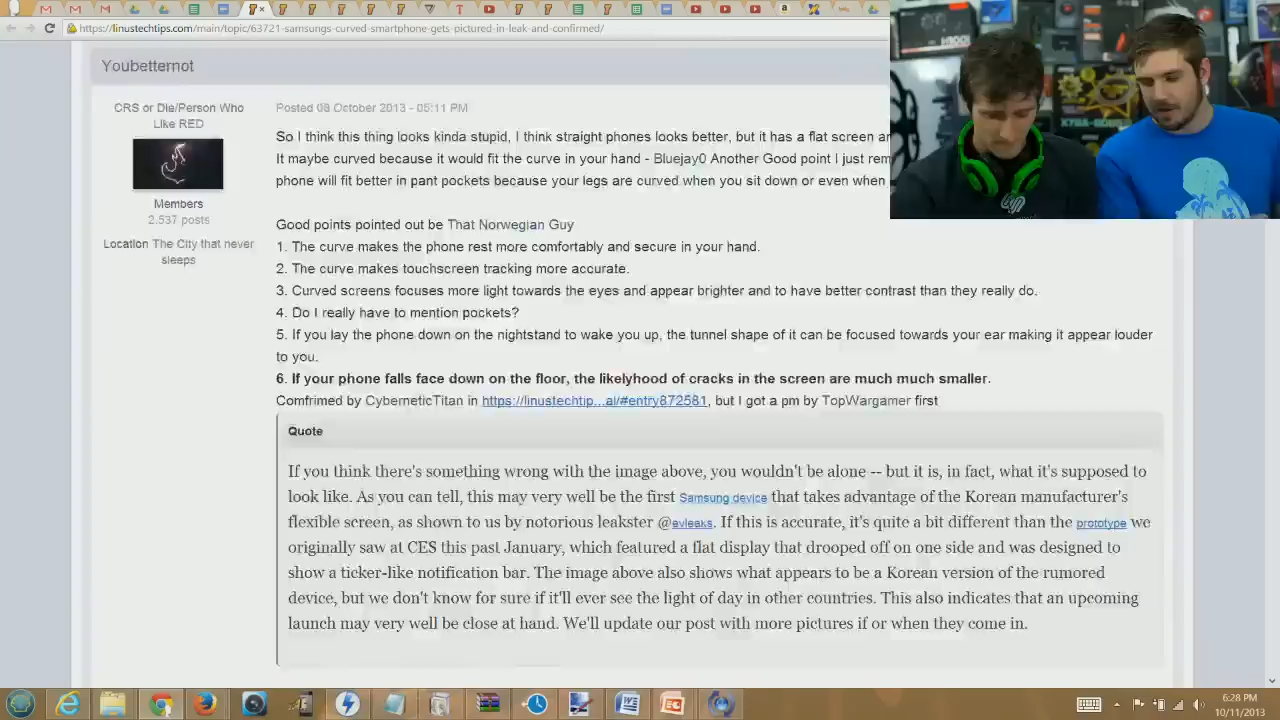 https://linustechtips.com/main/topic/63721-samsungs-curved-smartphone-gets-pictured-in-leak-and-confirmed/
Youbetternot
CRS or Die/Person Who
Like RED
Members
2,537 posts
Location The City that never
sleeps
Posted 08 October 2013 - 05:11 PM
So I think this thing looks kinda stupid, I think straight phones looks better, but it has a flat screen
It maybe curved because it would fit the curve in your hand - Bluejay0 Another Good point I just
phone will fit better in pant pockets because your legs are curved when you sit down or even when
Good points pointed out be That Norwegian Guy
1. The curve makes the phone rest more comfortably and secure in your hand.
2. The curve makes touchscreen tracking more accurate.
3. Curved screens focuses more light towards the eyes and appear brighter and to have better contrast than they really do.
4. Do I really have to mention pockets?
5. If you lay the phone down on the nightstand to wake you up, the tunnel shape of it can be focused towards your ear making it appear louder
to you.
6. If your phone falls face down on the floor, the likelyhood of cracks in the screen are much much smaller.
Comfrimed by CyberneticTitan in https://linustechtip...al/#entry872581, but I got a pm by TopWargamer first
Quote
If you think there's something wrong with the image above, you wouldn't be alone -- but it is, in fact, what it's supposed to
look like. As you can tell, this may very well be the first Samsung device that takes advantage of the Korean manufacturer's
flexible screen, as shown to us by notorious leakster @evleaks. If this is accurate, it's quite a bit different than the prototype we
originally saw at CES this past January, which featured a flat display that drooped off on one side and was designed to
show a ticker-like notification bar. The image above also shows what appears to be a Korean version of the rumored
device, but we don't know for sure if it'll ever see the light of day in other countries. This also indicates that an upcoming
launch may very well be close at hand. We'll update our post with more pictures if or when they come in.
6:28 PM
10/11/2013